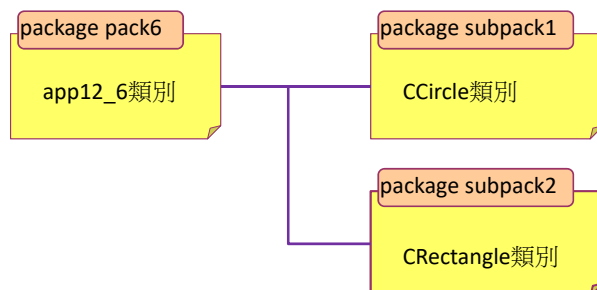 package pack6
app12_6類別
package subpack1
CCircle類別
package subpack2
CRectangle類別